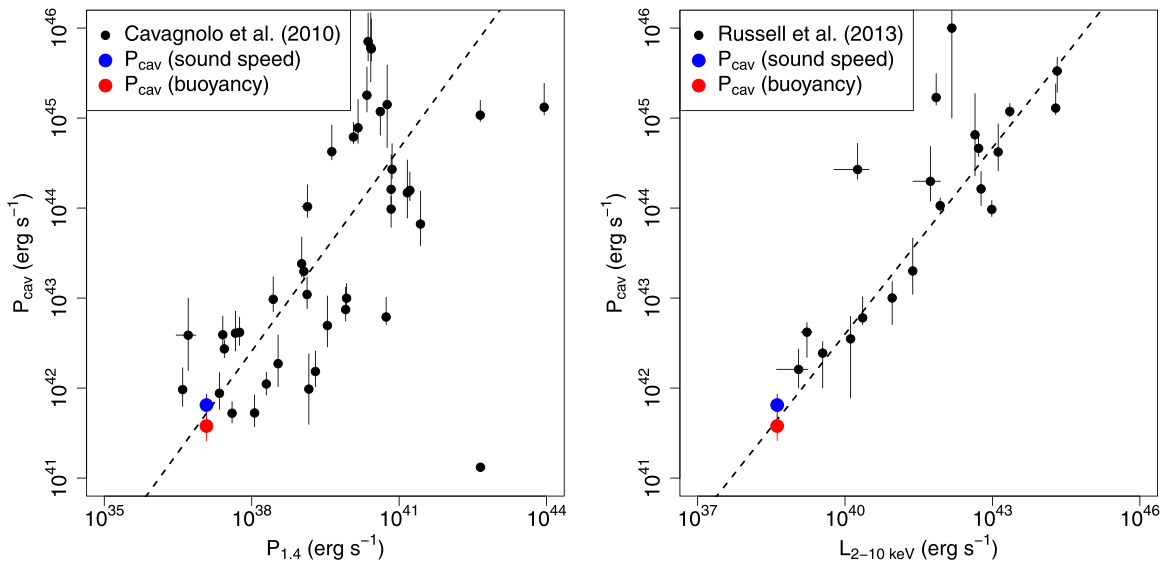 Cavagnolo et al. (2010)
P_cav (sound speed)
P_cav (buoyancy)
10^46
10^45
10^44
10^43
10^42
10^41
P_cav (erg s^−1)
10^35 10^38 10^41 10^44
P_1.4 (erg s^−1)
Russell et al. (2013)
P_cav (sound speed)
P_cav (buoyancy)
10^46
10^45
10^44
10^43
10^42
10^41
P_cav (erg s^−1)
10^37 10^40 10^43 10^46
L_2−10 keV (erg s^−1)